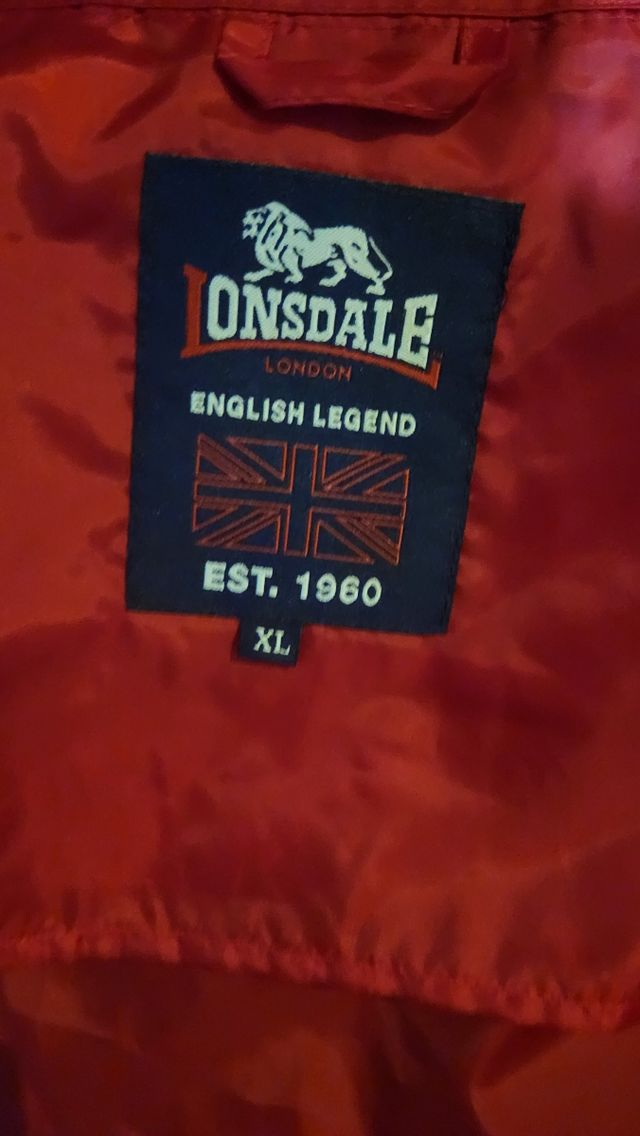 LONSDALE
LONDON
ENGLISH LEGEND
EST. 1960
XL